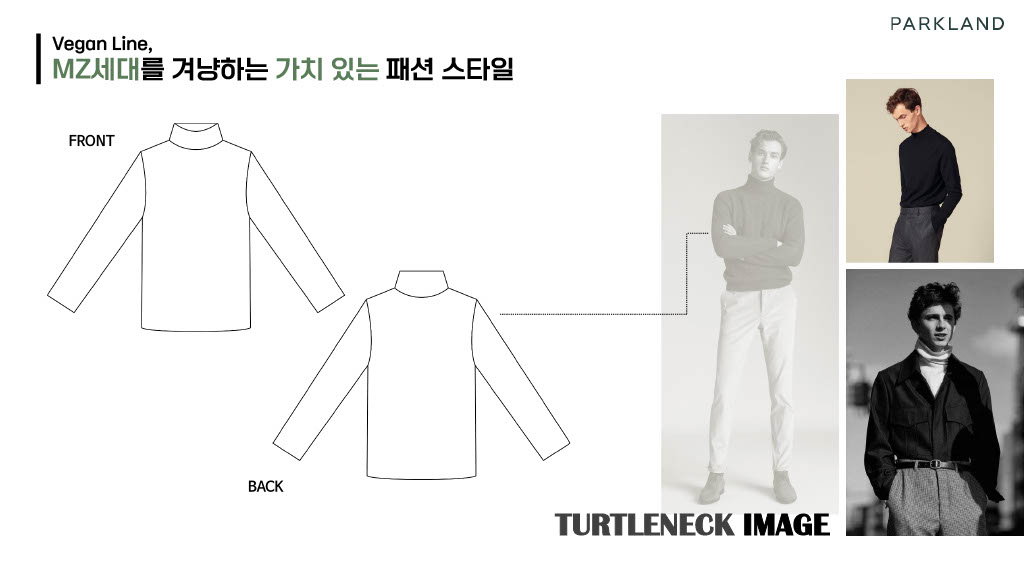 PARKLAND
Vegan Line,
MZ세대를 겨냥하는 가치 있는 패션 스타일
FRONT
BACK
TURTLENECK IMAGE